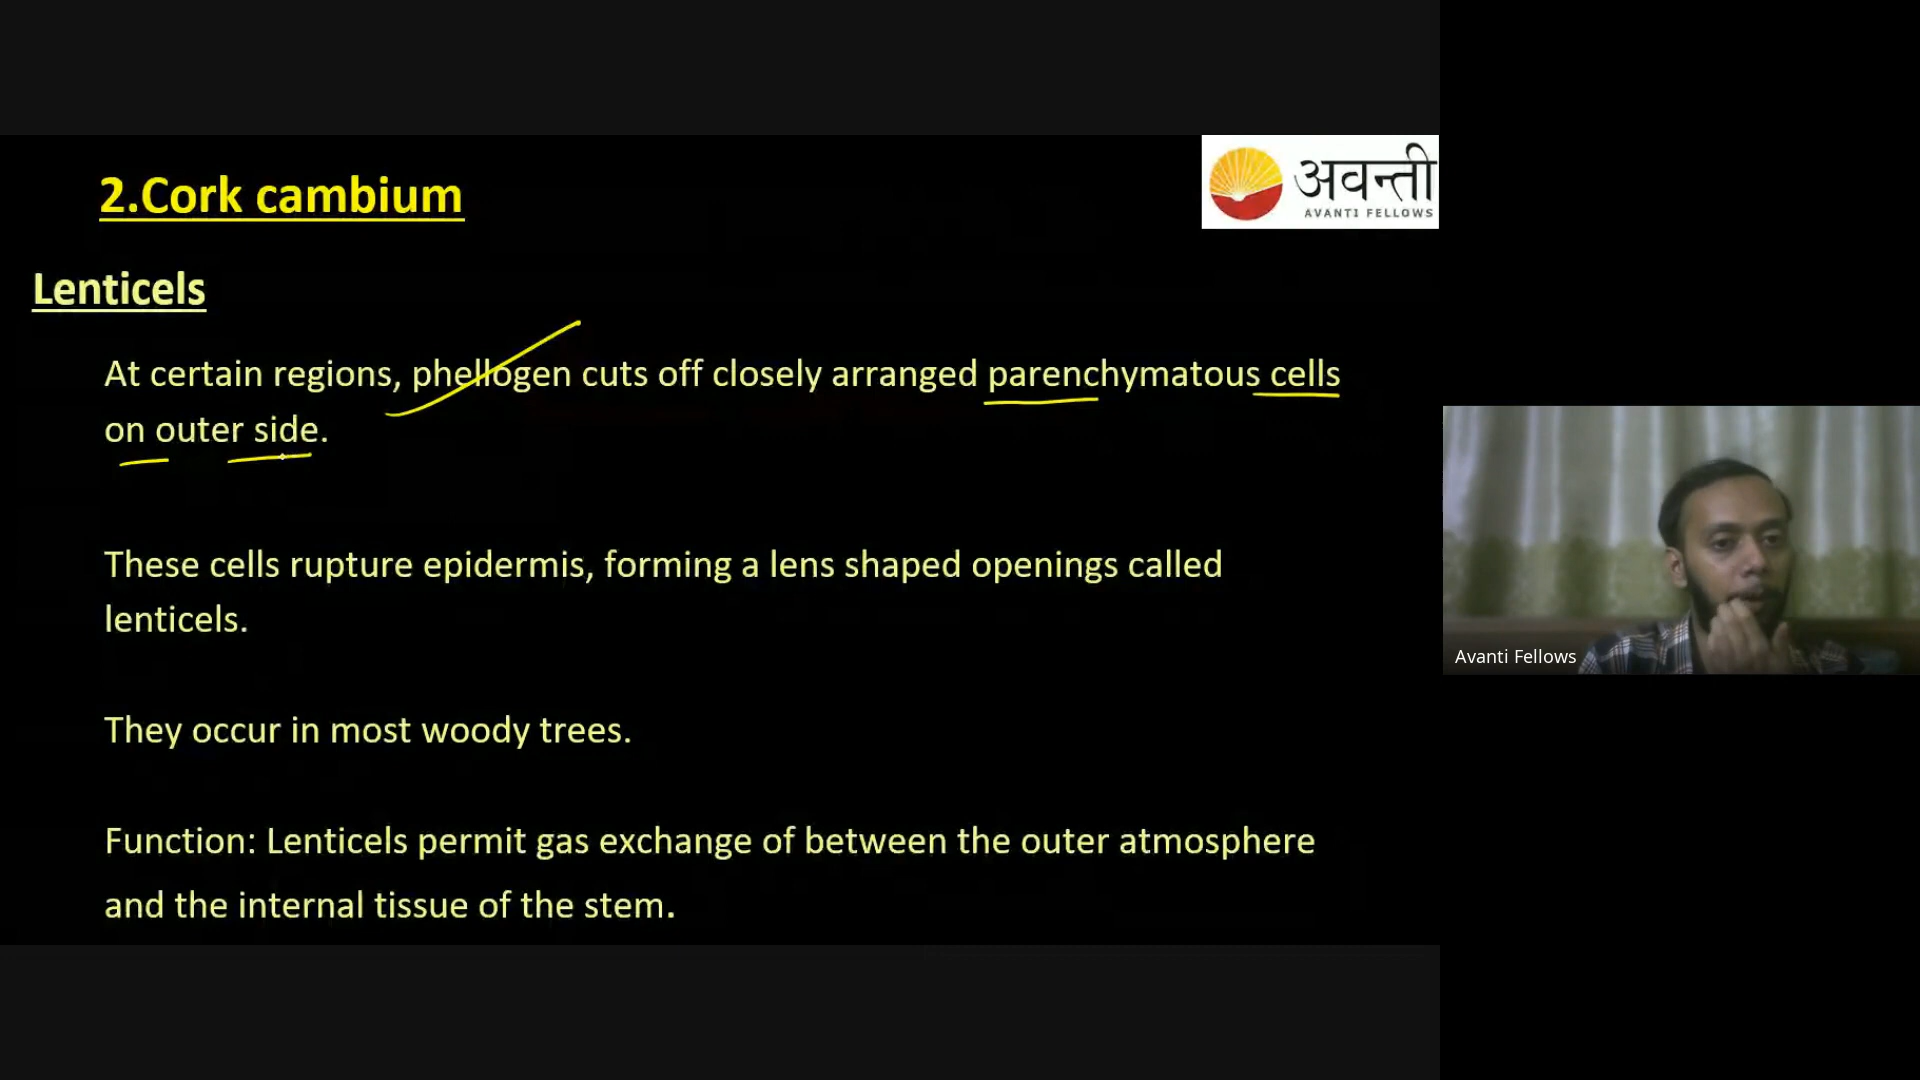 2.Cork cambium
अवन्ती
AVANTI FELLOWS
Lenticels
At certain regions, phellogen cuts off closely arranged parenchymatous cells
on outer side.
These cells rupture epidermis, forming a lens shaped openings called
lenticels.
They occur in most woody trees.
Function: Lenticels permit gas exchange of between the outer atmosphere
and the internal tissue of the stem.
Avanti Fellows